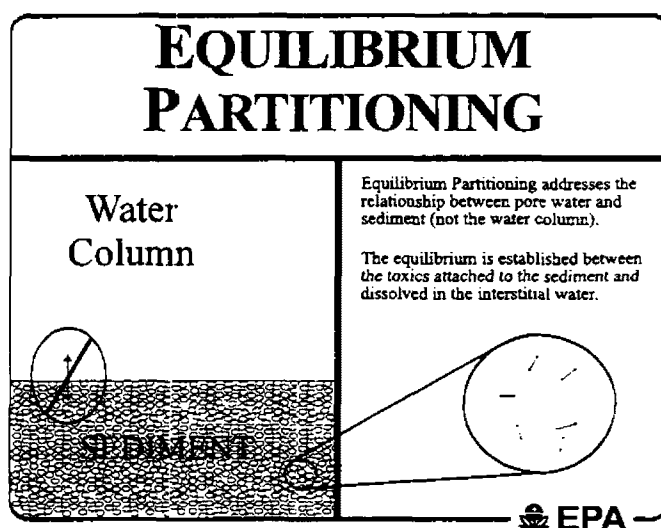 EQUILIBRIUM
PARTITIONING
Water
Column
Equilibrium Partitioning addresses the
relationship between pore water and
sediment (not the water column).
The equilibrium is established between
the toxics attached to the sediment and
dissolved in the interstitial water.
SEDIMENT
EPA